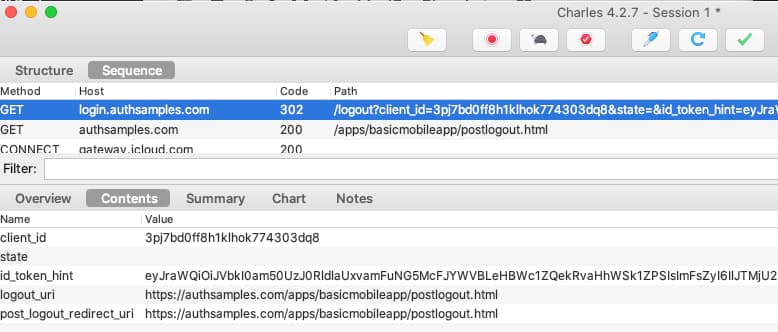 Charles 4.2.7 - Session 1 *
Structure Sequence
Method Host Code Path
GET login.authsamples.com 302 /logout?client_id=3pj7bd0ff8h1klhok774303dq8&state=&id_token_hint=eyJraW
GET authsamples.com 200 /apps/basicmobileapp/postlogout.html
CONNECT gateway.icloud.com 200
Filter:
Overview Contents Summary Chart Notes
Name Value
client_id 3pj7bd0ff8h1klhok774303dq8
state
id_token_hint
logout_uri https://authsamples.com/apps/basicmobileapp/postlogout.html
post_logout_redirect_uri https://authsamples.com/apps/basicmobileapp/postlogout.html